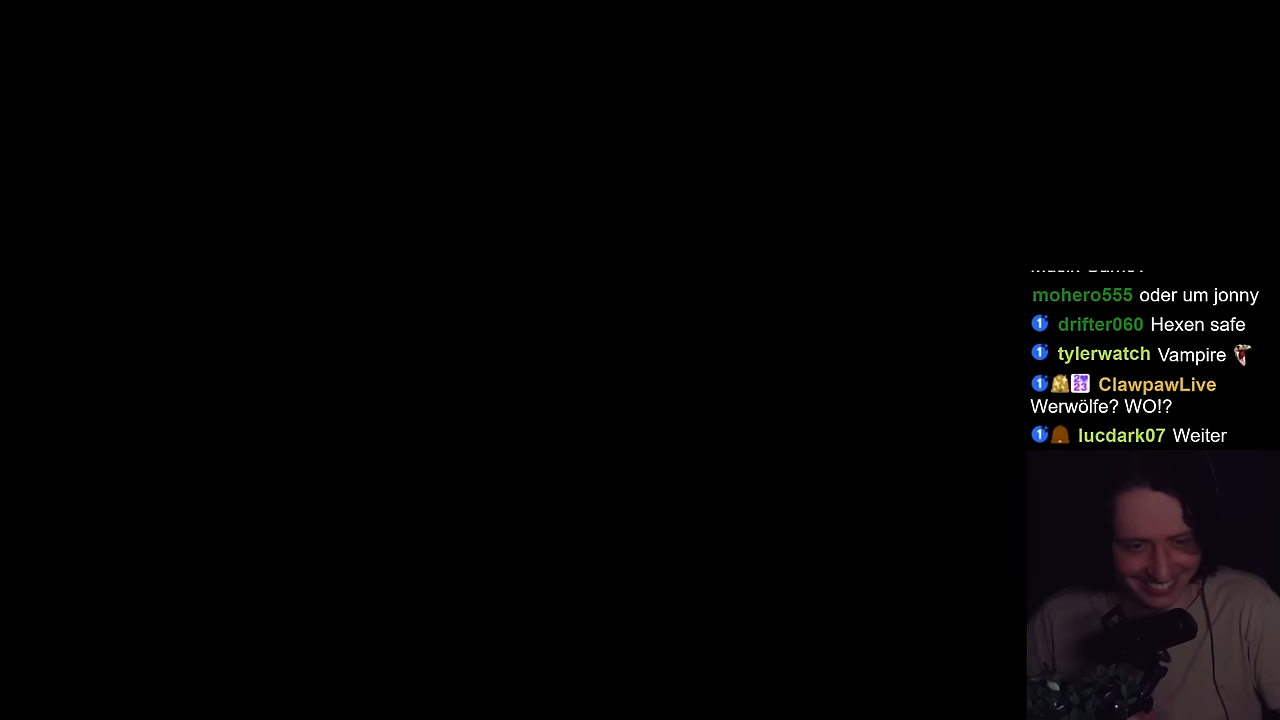 mohero555 oder um jonny
drifter060 Hexen safe
tylerwatch Vampire
ClawpawLive
Werwölfe? WO!?
lucdark07 Weiter